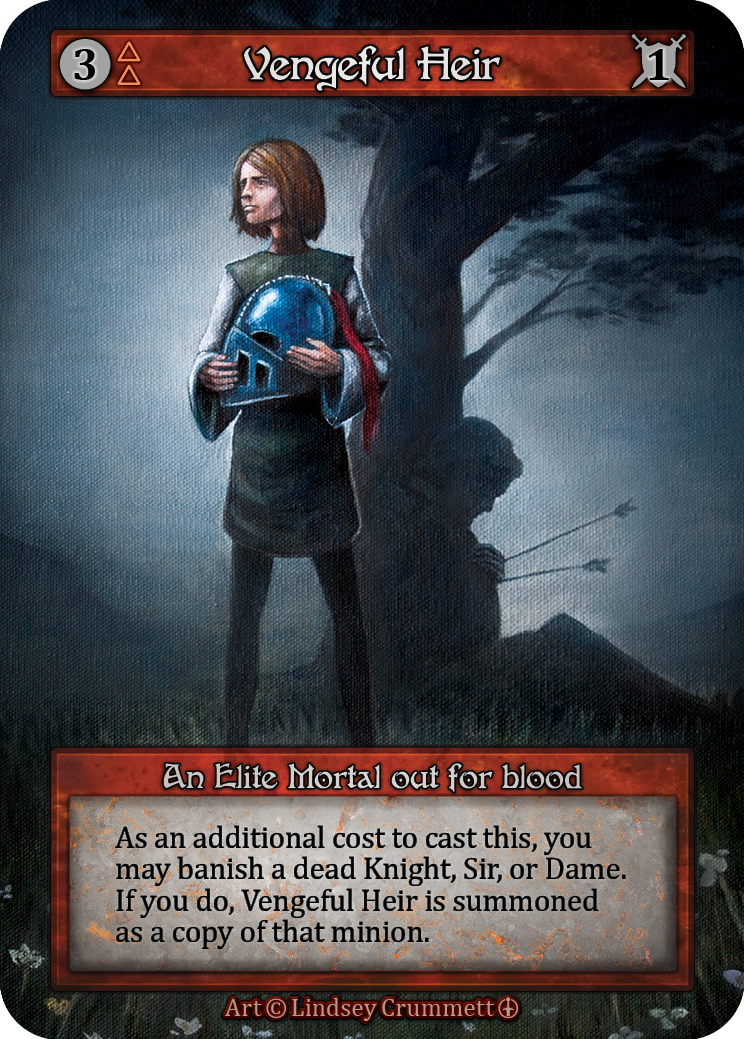 3 Vengeful Heir 1
An Elite Mortal out for blood
As an additional cost to cast this, you
may banish a dead Knight, Sir, or Dame.
If you do, Vengeful Heir is summoned
as a copy of that minion.
Art © Lindsey Crummett